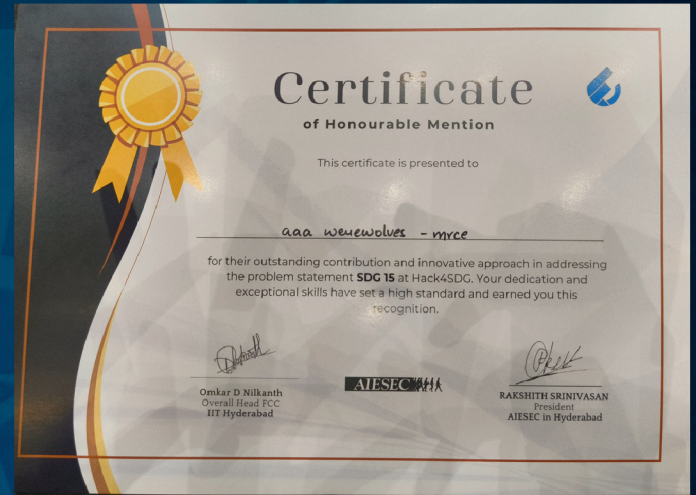 Certificate
of Honourable Mention
This certificate is presented to
aaa werewolves - mrce
for their outstanding contribution and innovative approach in addressing
the problem statement SDG 15 at Hack4SDG. Your dedication and
exceptional skills have set a high standard and earned you this
recognition.
Omkar D Nilkanth
Overall Head FCC
IIT Hyderabad
AIESEC
RAKSHITH SRINIVASAN
President
AIESEC in Hyderabad